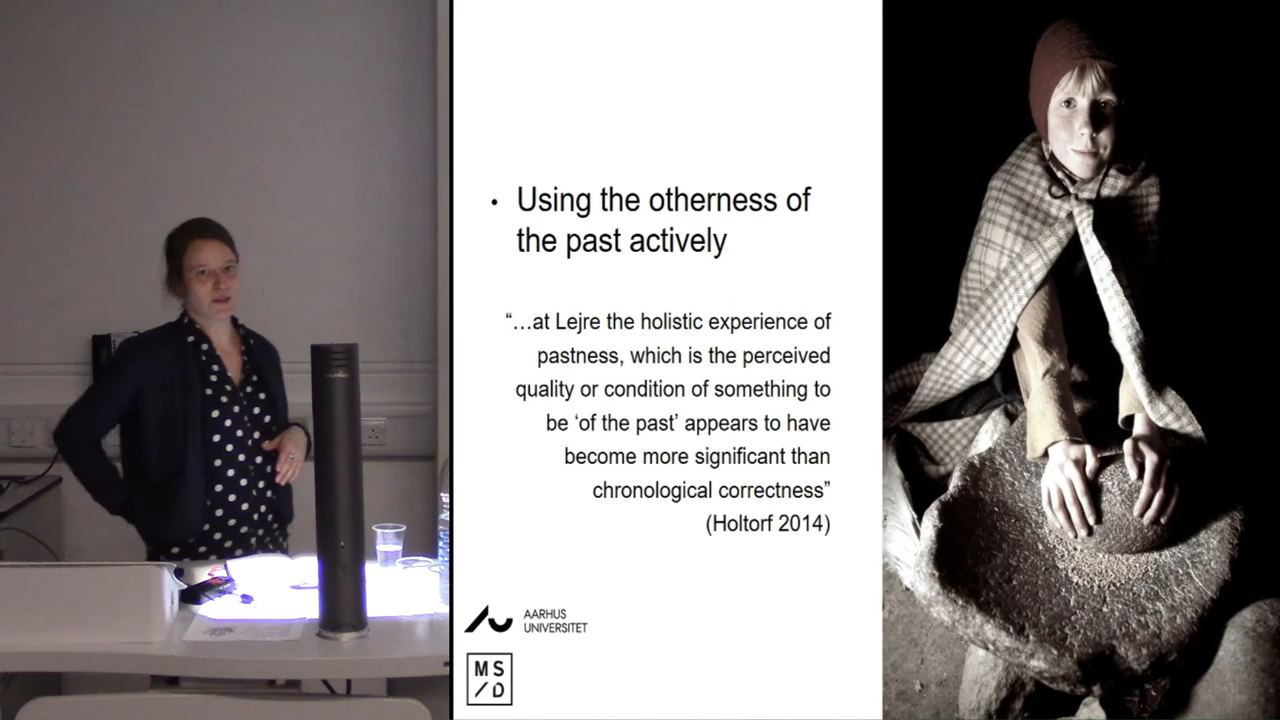 • Using the otherness of
the past actively
“…at Lejre the holistic experience of
pastness, which is the perceived
quality or condition of something to
be ‘of the past’ appears to have
become more significant than
chronological correctness”
(Holtorf 2014)
AARHUS
UNIVERSITET
MS
/D